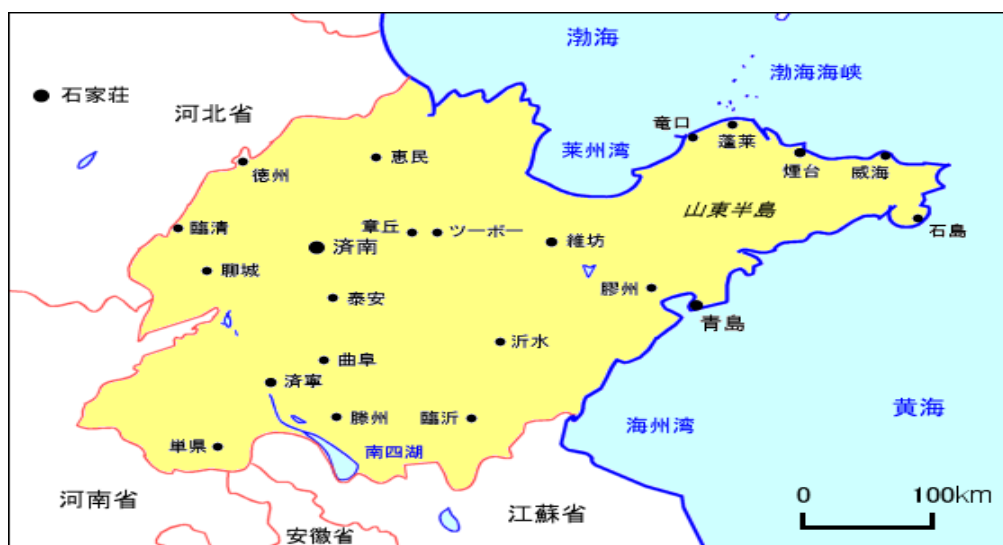 渤海
渤海海峡
石家荘
河北省
竜口
蓬莱
莱州湾
恵民
徳州
煙台
威海
山東半島
臨清
章丘
ツーボー
石島
済南
維坊
聊城
膠州
泰安
青島
沂水
曲阜
済寧
滕州
臨沂
海州湾
黄海
単県
南四湖
河南省
江蘇省
安徽省
0
100km